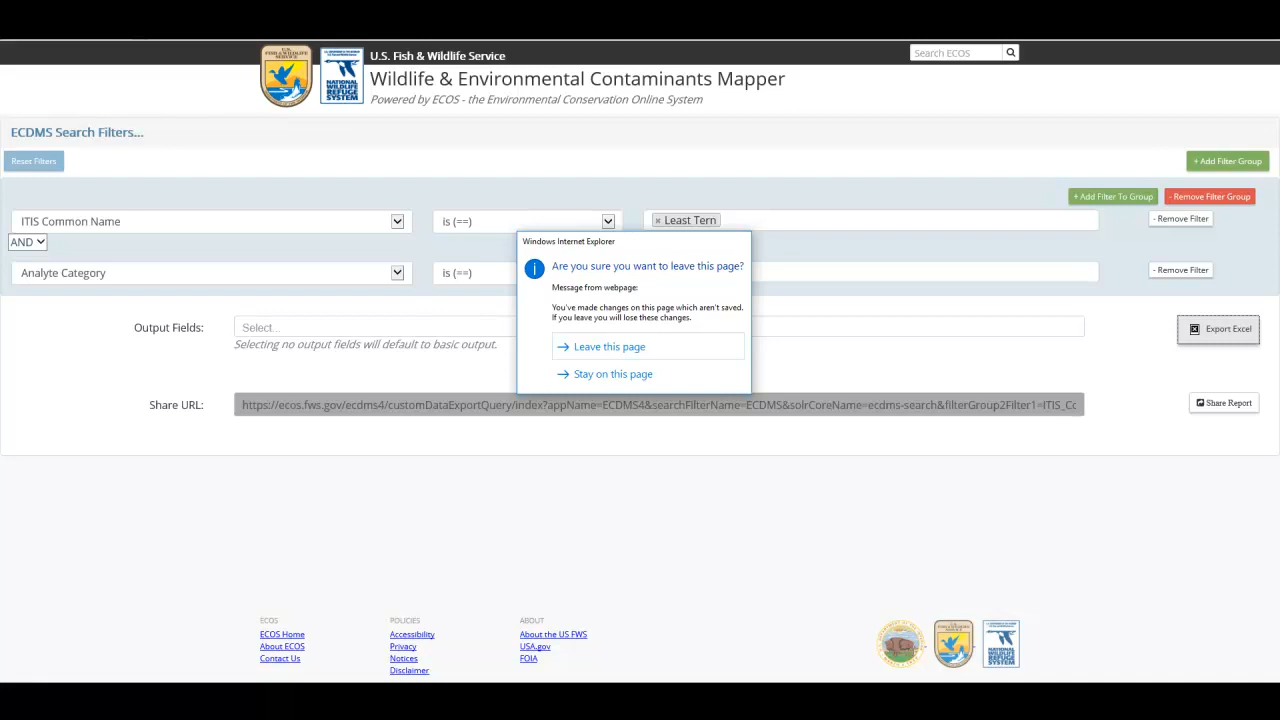 U.S. Fish & Wildlife Service
Search ECOS
Wildlife & Environmental Contaminants Mapper
Powered by ECOS - the Environmental Conservation Online System
ECDMS Search Filters...
Reset Filters
+ Add Filter Group
+ Add Filter To Group
- Remove Filter Group
ITIS Common Name
is (==)
× Least Tern
- Remove Filter
AND
Analyte Category
is (==)
- Remove Filter
Windows Internet Explorer
Are you sure you want to leave this page?
Message from webpage:
You've made changes on this page which aren't saved.
If you leave you will lose these changes.
→ Leave this page
→ Stay on this page
Output Fields:
Select...
Export Excel
Selecting no output fields will default to basic output.
Share URL:
https://ecos.fws.gov/ecdms4/customDataExportQuery/index?appName=ECDMS4&searchFilterName=ECDMS&solrCoreName=ecdms-search&filterGroup2Filter1=ITIS_Cc
Share Report
ECOS
ECOS Home
About ECOS
Contact Us
POLICIES
Accessibility
Privacy
Notices
Disclaimer
ABOUT
About the US FWS
USA.gov
FOIA
NATIONAL
WILDLIFE
REFUGE
SYSTEM